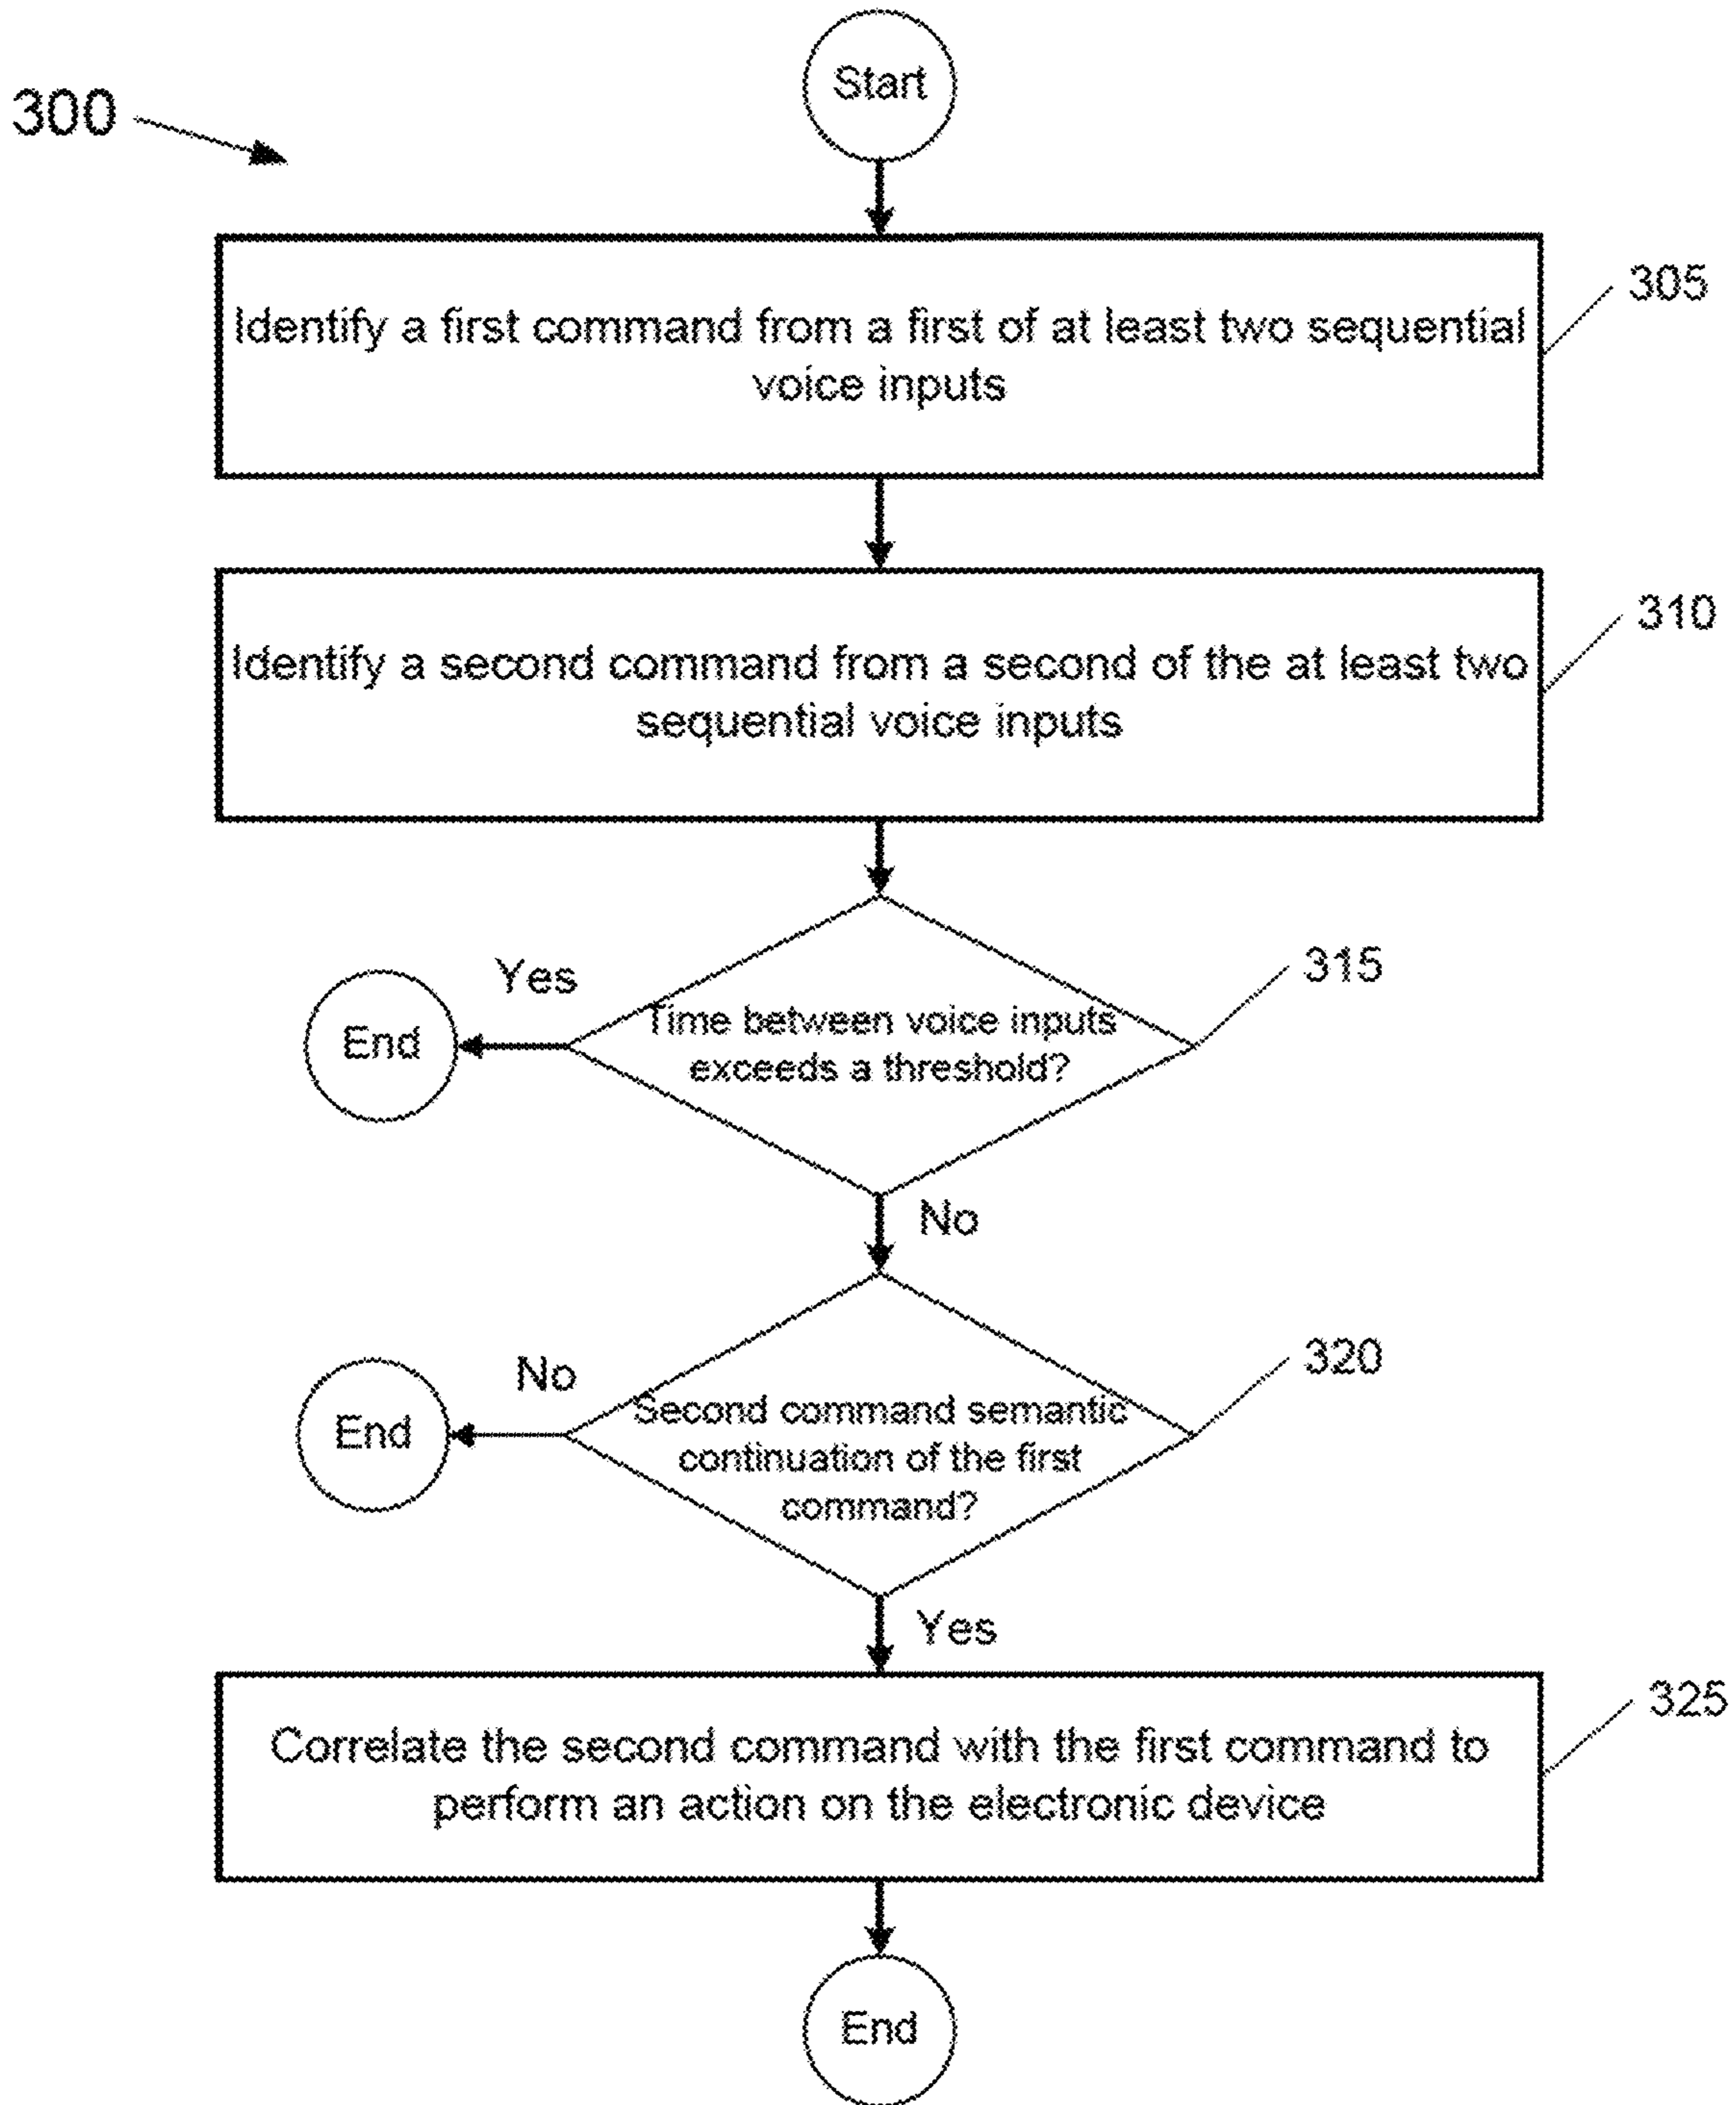 Start
300
305
Identify a first command from a first of at least two sequential
voice inputs
310
Identify a second command from a second of the at least two
sequential voice inputs
315
Yes
End
Time between voice inputs
exceeds a threshold?
No
320
No
End
Second command semantic
continuation of the first
command?
Yes
325
Correlate the second command with the first command to
perform an action on the electronic device
End